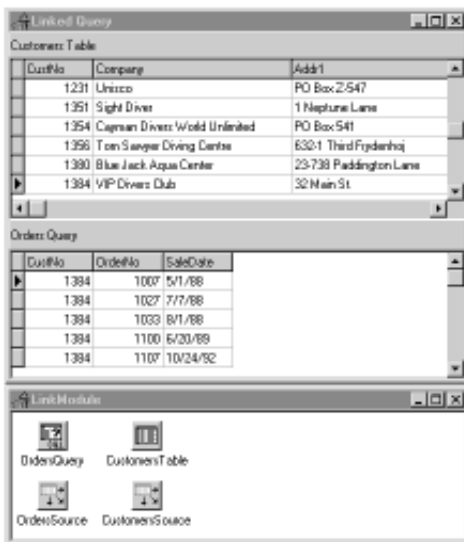 Linked Query
Customers Table
CustNo Company Addr1
1231 Unisco PO Box Z-547
1351 Sight Diver 1 Neptune Lane
1354 Cayman Divers World Unlimited PO Box 541
1356 Tom Sawyer Diving Centre 632-1 Third Frydenhoj
1380 Blue Jack Aqua Center 23-738 Paddington Lane
1384 VIP Divers Club 32 Main St.
Orders Query
CustNo OrderNo SaleDate
1384 1007 5/1/88
1384 1027 7/7/88
1384 1033 8/1/88
1384 1100 6/20/89
1384 1107 10/24/92
LinkModule
OrdersQuery CustomersTable
OrdersSource CustomersSource